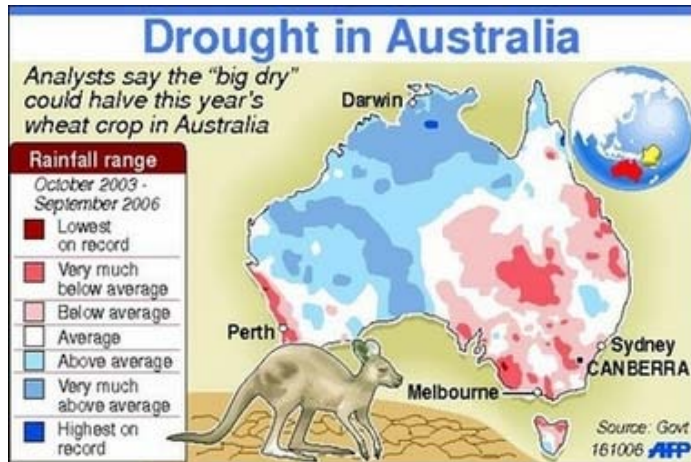 Drought in Australia
Analysts say the “big dry”
could halve this year's
wheat crop in Australia
Rainfall range
October 2003 -
September 2006
Lowest
on record
Very much
below average
Below average
Average
Above average
Very much
above average
Highest on
record
Darwin
Perth
Sydney
CANBERRA
Melbourne
Source: Govt
161006 AFP